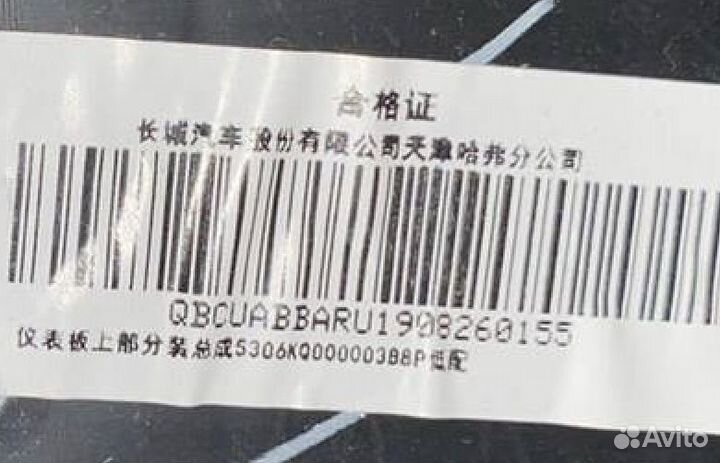 合格证
长城汽车股份有限公司天津哈弗分公司
QBCUABBARU1908260155
仪表板上部分装总成5306KQ0000003B8P低配
Avito